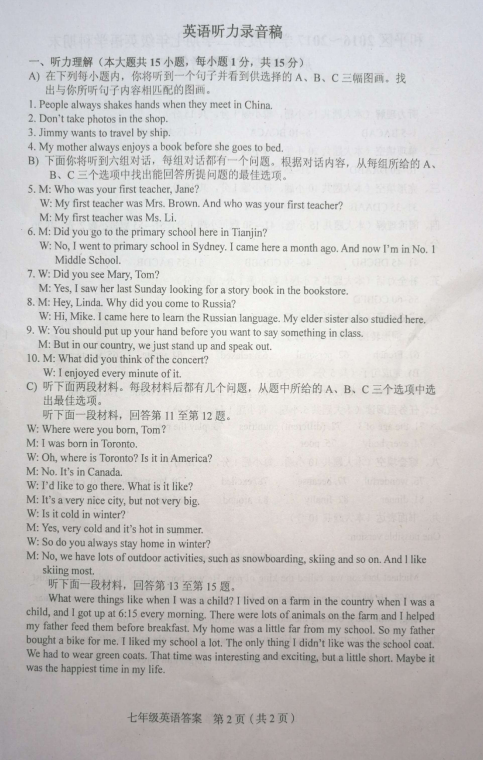 英语听力录音稿
一、听力理解（本大题共 15 小题，每小题 1 分，共 15 分）
A) 在下列每小题内，你将听到一个句子并看到供选择的 A、B、C 三幅图画。找
出与你所听句子内容相匹配的图画。
1. People always shakes hands when they meet in China.
2. Don't take photos in the shop.
3. Jimmy wants to travel by ship.
4. My mother always enjoys a book before she goes to bed.
B) 下面你将听到六组对话，每组对话都有一个问题。根据对话内容，从每组所给的 A、
B、C 三个选项中找出能回答所提问题的最佳选项。
5. M: Who was your first teacher, Jane?
W: My first teacher was Mrs. Brown. And who was your first teacher?
M: My first teacher was Ms. Li.
6. M: Did you go to the primary school here in Tianjin?
W: No, I went to primary school in Sydney. I came here a month ago. And now I'm in No. 1
Middle School.
7. W: Did you see Mary, Tom?
M: Yes, I saw her last Sunday looking for a story book in the bookstore.
8. M: Hey, Linda. Why did you come to Russia?
W: Hi, Mike. I came here to learn the Russian language. My elder sister also studied here.
9. W: You should put up your hand before you want to say something in class.
M: But in our country, we just stand up and speak out.
10. M: What did you think of the concert?
W: I enjoyed every minute of it.
C) 听下面两段材料。每段材料后都有几个问题，从题中所给的 A、B、C 三个选项中选
出最佳选项。
听下面一段材料，回答第 11 至第 12 题。
W: Where were you born, Tom?
M: I was born in Toronto.
W: Oh, where is Toronto? Is it in America?
M: No. It's in Canada.
W: I'd like to go there. What is it like?
M: It's a very nice city, but not very big.
W: Is it cold in winter?
M: Yes, very cold and it's hot in summer.
W: So do you always stay home in winter?
M: No, we have lots of outdoor activities, such as snowboarding, skiing and so on. And I like
skiing most.
听下面一段材料，回答第 13 至第 15 题。
What were things like when I was a child? I lived on a farm in the country when I was a
child, and I got up at 6:15 every morning. There were lots of animals on the farm and I helped
my father feed them before breakfast. My home was a little far from my school. So my father
bought a bike for me. I liked my school a lot. The only thing I didn't like was the school coat.
We had to wear green coats. That time was interesting and exciting, but a little short. Maybe it
was the happiest time in my life.
七年级英语答案 第 2 页（共 2 页）